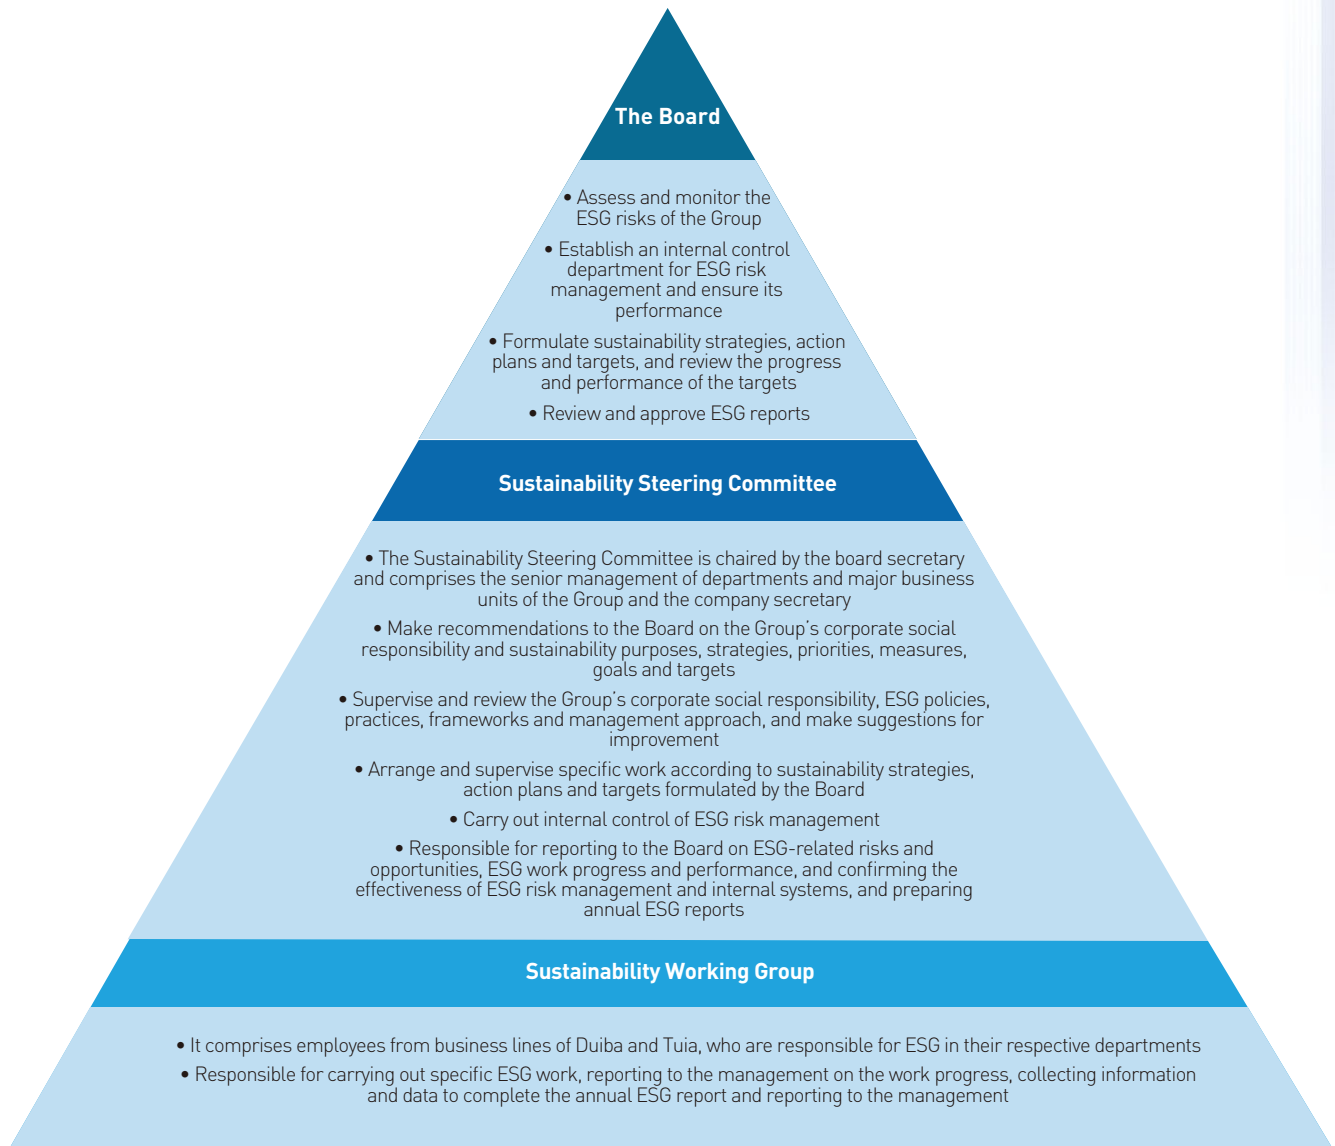 The Board
• Assess and monitor the
ESG risks of the Group
• Establish an internal control
department for ESG risk
management and ensure its
performance
• Formulate sustainability strategies, action
plans and targets, and review the progress
and performance of the targets
• Review and approve ESG reports
Sustainability Steering Committee
• The Sustainability Steering Committee is chaired by the board secretary
and comprises the senior management of departments and major business
units of the Group and the company secretary
• Make recommendations to the Board on the Group's corporate social
responsibility and sustainability purposes, strategies, priorities, measures,
goals and targets
• Supervise and review the Group's corporate social responsibility, ESG policies,
practices, frameworks and management approach, and make suggestions for
improvement
• Arrange and supervise specific work according to sustainability strategies,
action plans and targets formulated by the Board
• Carry out internal control of ESG risk management
• Responsible for reporting to the Board on ESG-related risks and
opportunities, ESG work progress and performance, and confirming the
effectiveness of ESG risk management and internal systems, and preparing
annual ESG reports
Sustainability Working Group
• It comprises employees from business lines of Duiba and Tuia, who are responsible for ESG in their respective departments
• Responsible for carrying out specific ESG work, reporting to the management on the work progress, collecting information
and data to complete the annual ESG report and reporting to the management